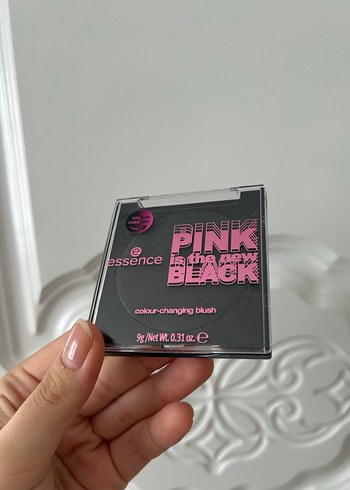 PINK
is the new
BLACK
essence
colour-changing blush
9g/Net Wt. 0.31 oz. e